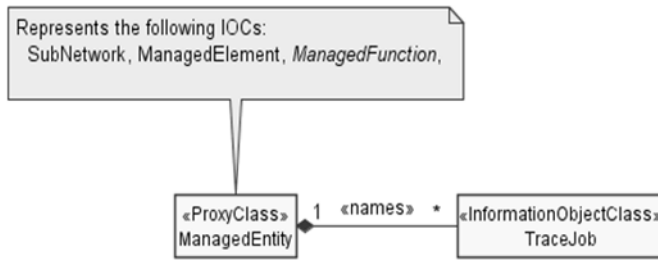 Represents the following IOCs:
SubNetwork, ManagedElement, ManagedFunction,
«ProxyClass»
ManagedEntity
1 «names» *
«InformationObjectClass»
TraceJob